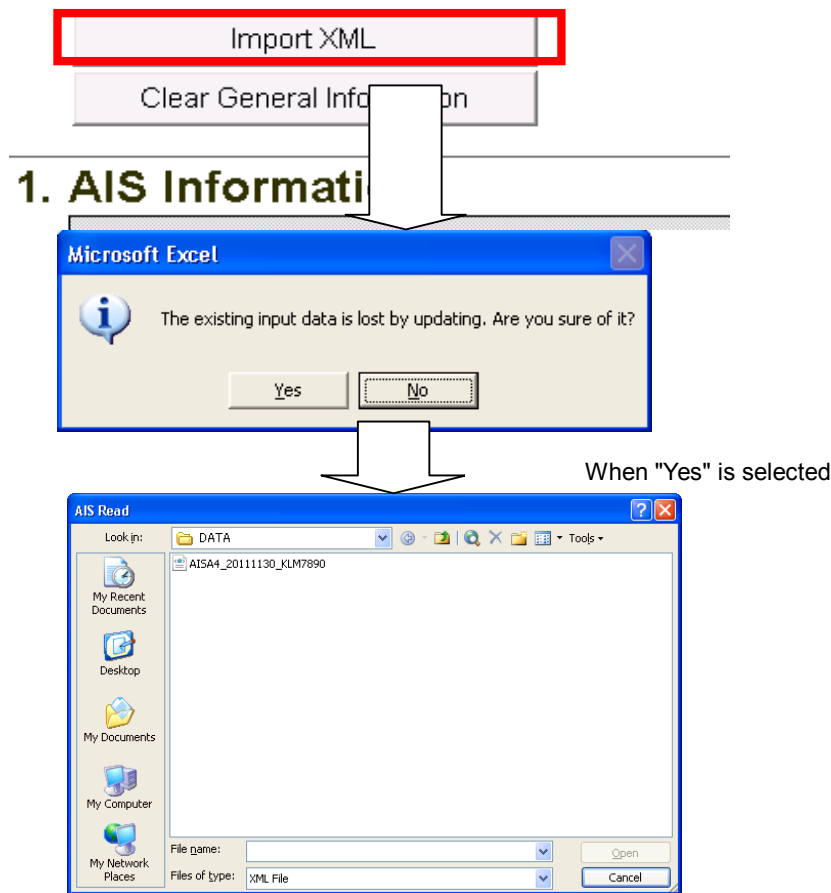 Import XML
Clear General Info on
1. AIS Informati
Microsoft Excel
The existing input data is lost by updating. Are you sure of it?
Yes No
When "Yes" is selected
AIS Read
Look in: DATA Tools
AISA4_20111130_KLM7890
My Recent
Documents
Desktop
My Documents
My Computer
My Network
Places
File name: Open
Files of type: XML File Cancel